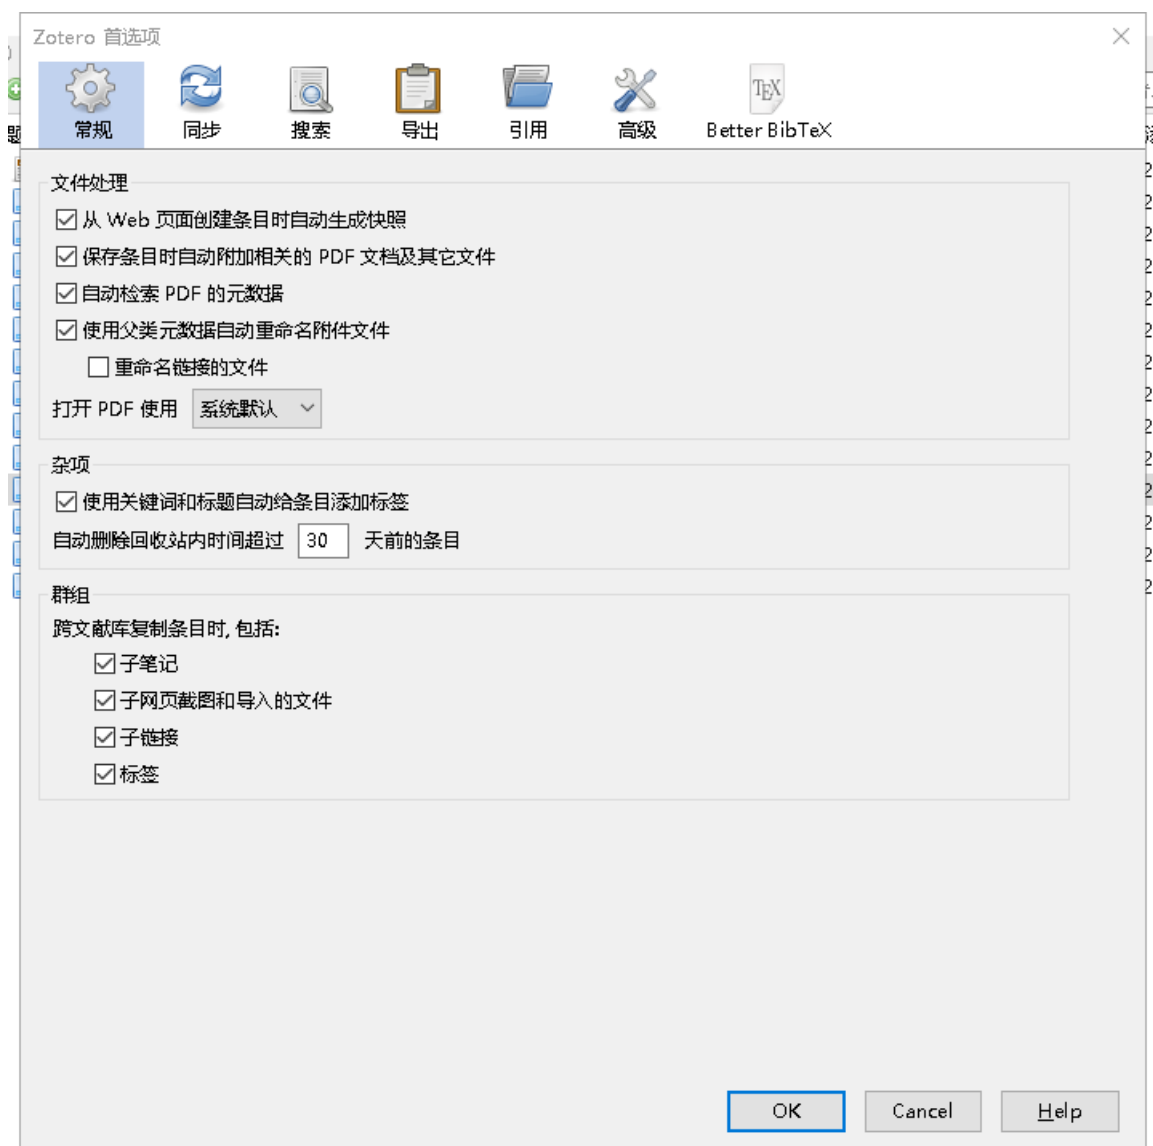 Zotero 首选项
常规 同步 搜索 导出 引用 高级 Better BibTeX
文件处理
从 Web 页面创建条目时自动生成快照
保存条目时自动附加相关的 PDF 文档及其它文件
自动检索 PDF 的元数据
使用父类元数据自动重命名附件文件
重命名链接的文件
打开 PDF 使用 系统默认
杂项
使用关键词和标题自动给条目添加标签
自动删除回收站内时间超过 30 天前的条目
群组
跨文献库复制条目时, 包括:
子笔记
子网页截图和导入的文件
子链接
标签
OK Cancel Help